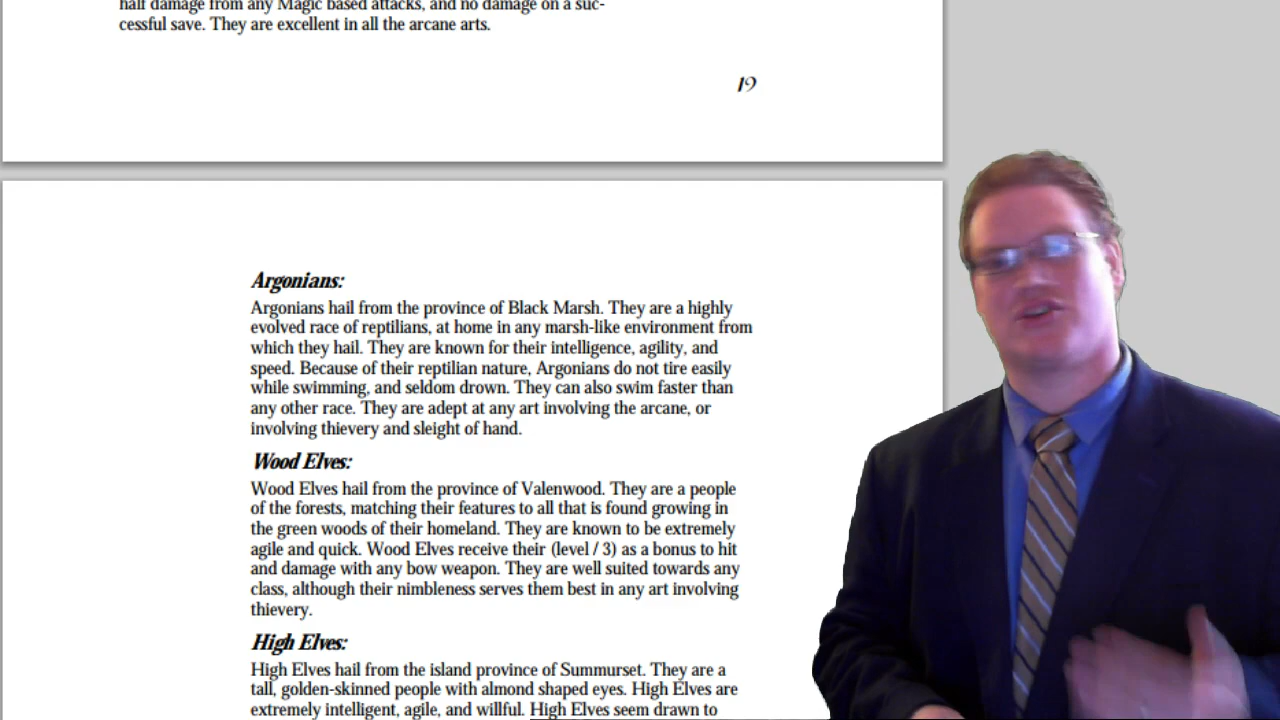 half damage from any Magic based attacks, and no damage on a suc-
cessful save. They are excellent in all the arcane arts.
19
Argonians:
Argonians hail from the province of Black Marsh. They are a highly
evolved race of reptilians, at home in any marsh-like environment from
which they hail. They are known for their intelligence, agility, and
speed. Because of their reptilian nature, Argonians do not tire easily
while swimming, and seldom drown. They can also swim faster than
any other race. They are adept at any art involving the arcane, or
involving thievery and sleight of hand.
Wood Elves:
Wood Elves hail from the province of Valenwood. They are a people
of the forests, matching their features to all that is found growing in
the green woods of their homeland. They are known to be extremely
agile and quick. Wood Elves receive their (level / 3) as a bonus to hit
and damage with any bow weapon. They are well suited towards any
class, although their nimbleness serves them best in any art involving
thievery.
High Elves:
High Elves hail from the island province of Summurset. They are a
tall, golden-skinned people with almond shaped eyes. High Elves are
extremely intelligent, agile, and willful. High Elves seem drawn to